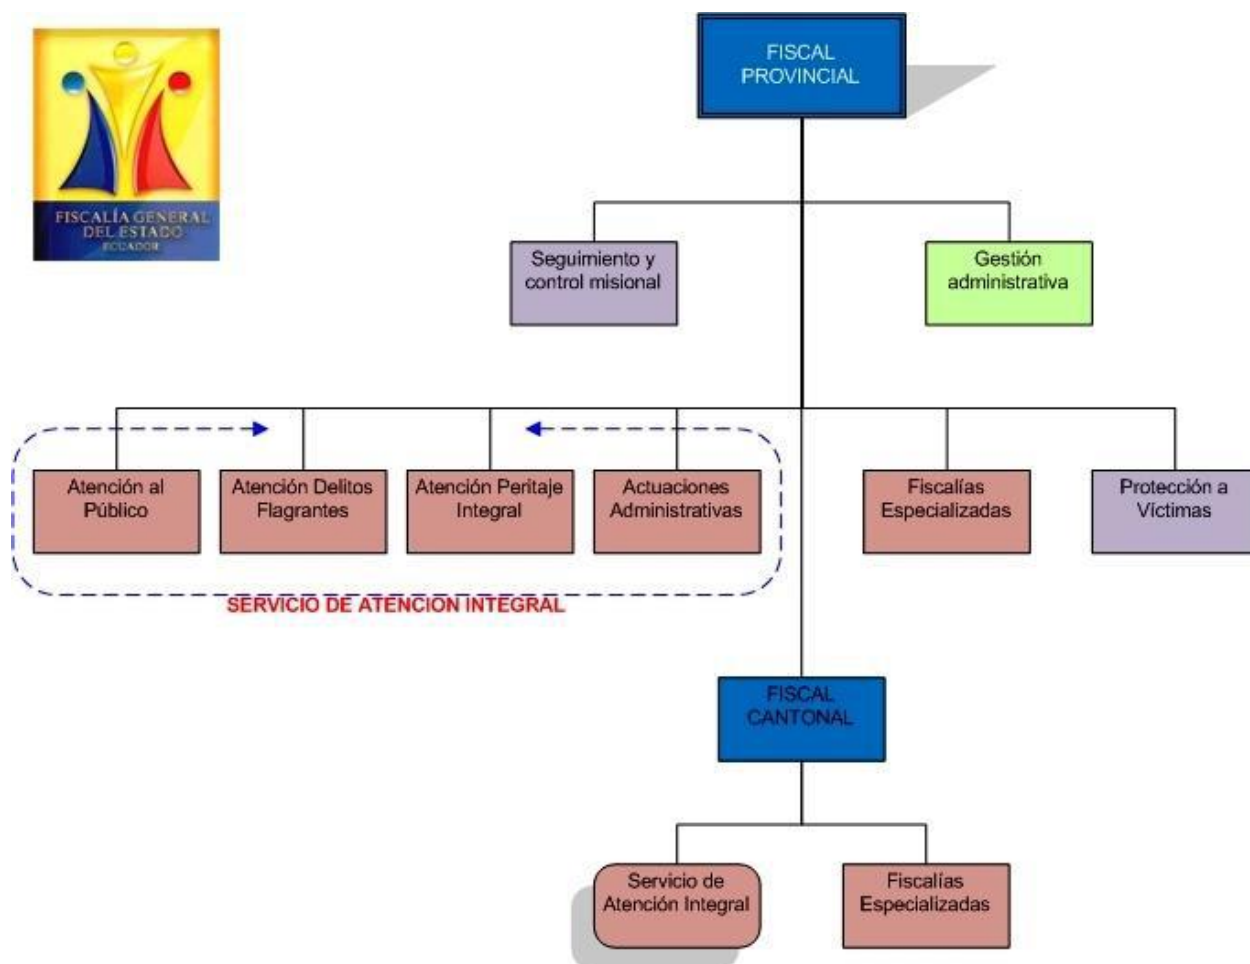 FISCALÍA GENERAL
DEL ESTADO
ECUADOR
FISCAL
PROVINCIAL
Seguimiento y
control misional
Gestión
administrativa
Atención al
Público
Atención Delitos
Flagrantes
Atención Peritaje
Integral
Actuaciones
Administrativas
Fiscalías
Especializadas
Protección a
Víctimas
SERVICIO DE ATENCION INTEGRAL
FISCAL
CANTONAL
Servicio de
Atención Integral
Fiscalías
Especializadas